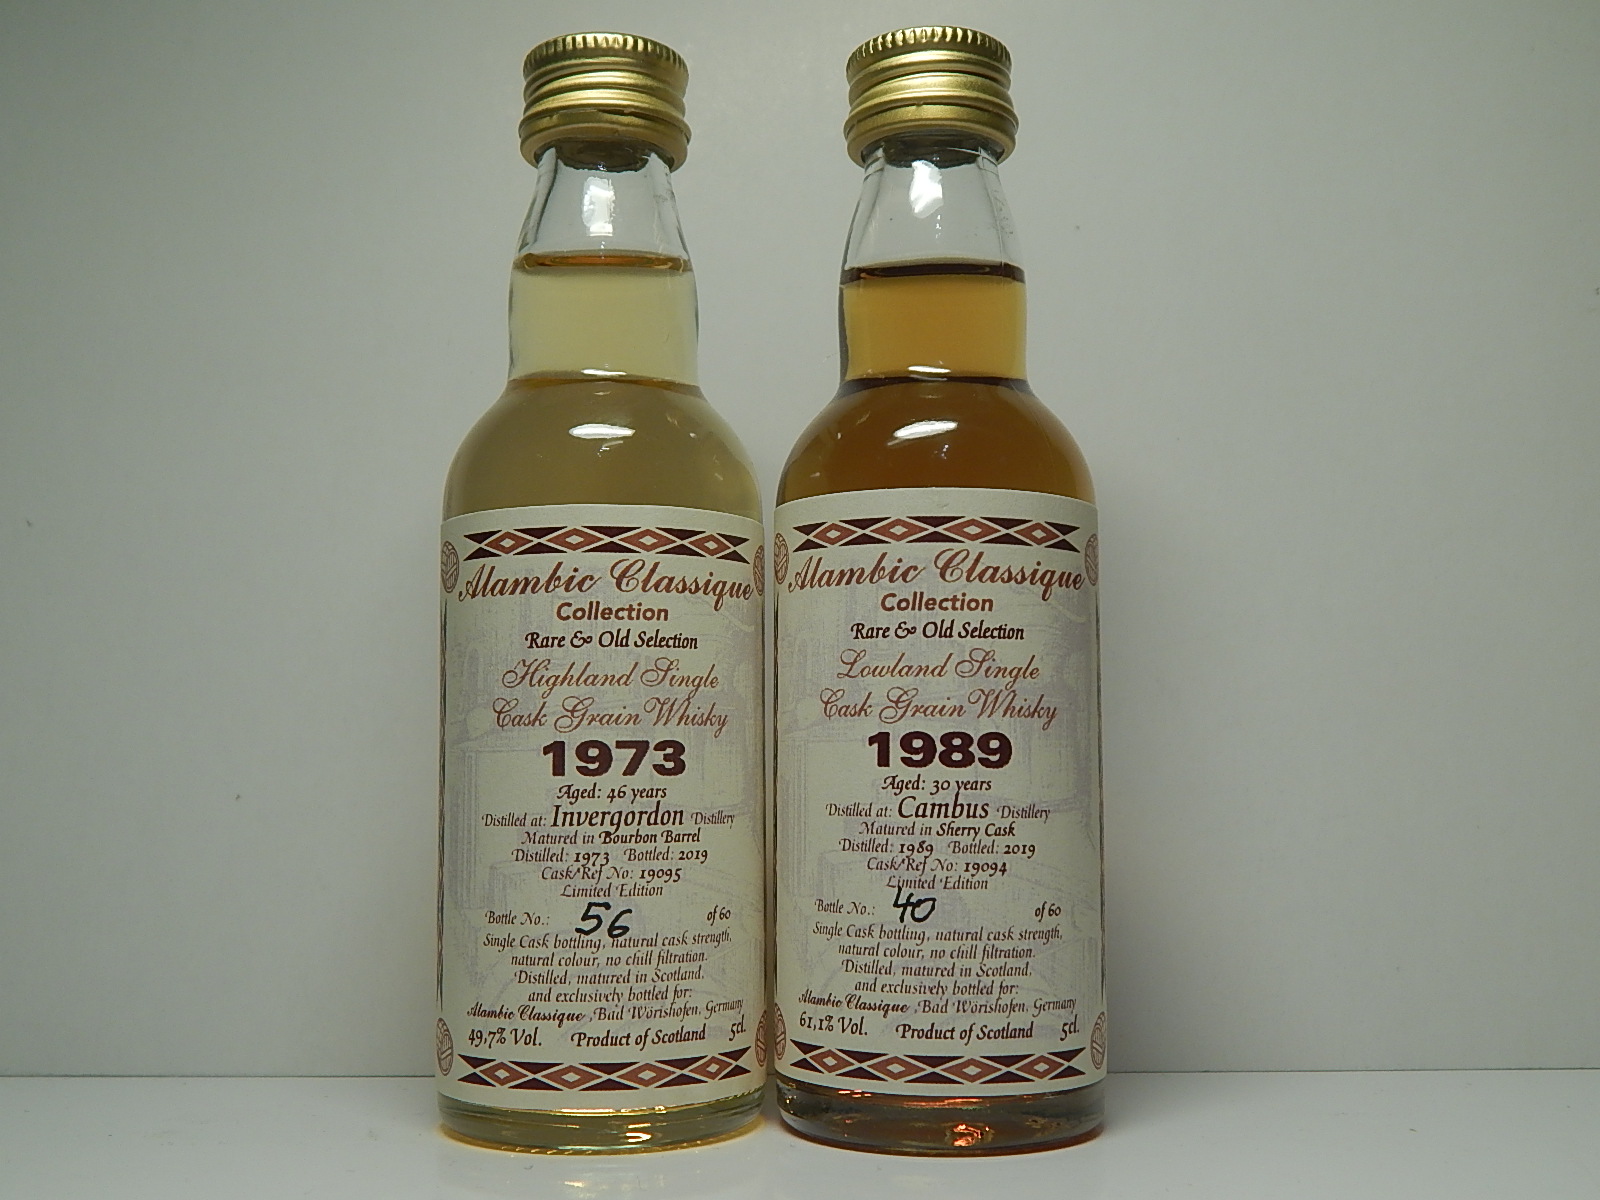 Alambic Classique
Collection
Rare & Old Selection
Highland Single
Cask Grain Whisky
1973
Aged: 46 years
Distilled at: Invergordon Distillery
Matured in Bourbon Barrel
Distilled: 1973 Bottled: 2019
Cask/Ref No: 19095
Limited Edition
Bottle No.: 56 of 60
Single Cask bottling, natural cask strength,
natural colour, no chill filtration.
Distilled, matured in Scotland,
and exclusively bottled for:
Alambic Classique , Bad Wörishofen, Germany
49,7% Vol. Product of Scotland 5cl.
Alambic Classique
Collection
Rare & Old Selection
Lowland Single
Cask Grain Whisky
1989
Aged: 30 years
Distilled at: Cambus Distillery
Matured in Sherry Cask
Distilled: 1989 Bottled: 2019
Cask/Ref No: 19094
Limited Edition
Bottle No.: 40 of 60
Single Cask bottling, natural cask strength,
natural colour, no chill filtration.
Distilled, matured in Scotland,
and exclusively bottled for:
Alambic Classique , Bad Wörishofen, Germany
61,1% Vol. Product of Scotland 5cl.